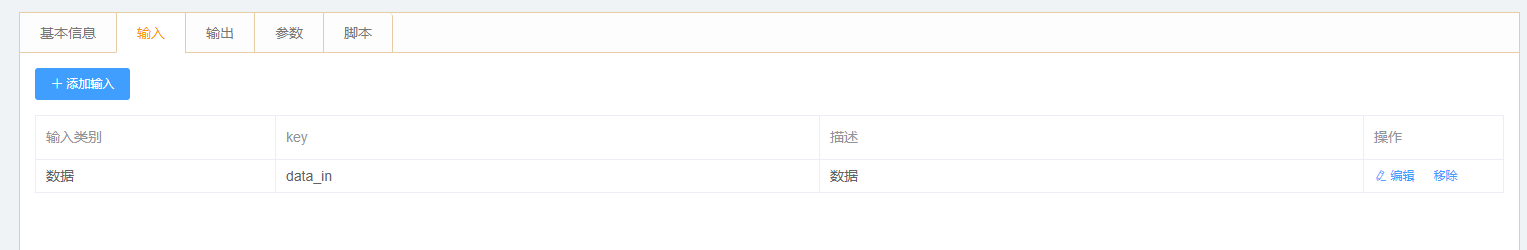 基本信息 输入 输出 参数 脚本
添加输入
输入类别 key 描述 操作
数据 data_in 数据 编辑 移除